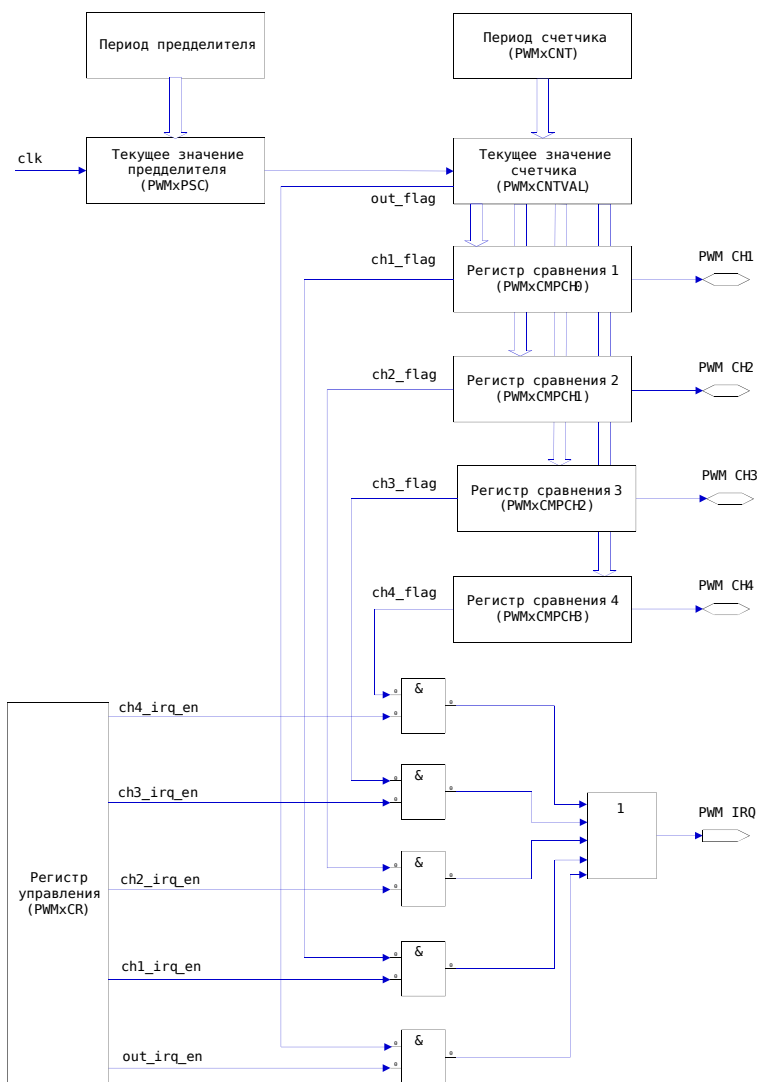 Период предделителя
Период счетчика
(PWMxCNT)
clk
Текущее значение
предделителя
(PWMxPSC)
Текущее значение
счетчика
(PWMxCNTVAL)
out_flag
ch1_flag
Регистр сравнения 1
(PWMxCMPCH0)
PWM CH1
ch2_flag
Регистр сравнения 2
(PWMxCMPCH1)
PWM CH2
ch3_flag
Регистр сравнения 3
(PWMxCMPCH2)
PWM CH3
ch4_flag
Регистр сравнения 4
(PWMxCMPCH3)
PWM CH4
ch4_irq_en
&
ch3_irq_en
&
1
PWM IRQ
Регистр
управления
(PWMxCR)
ch2_irq_en
&
ch1_irq_en
&
out_irq_en
&